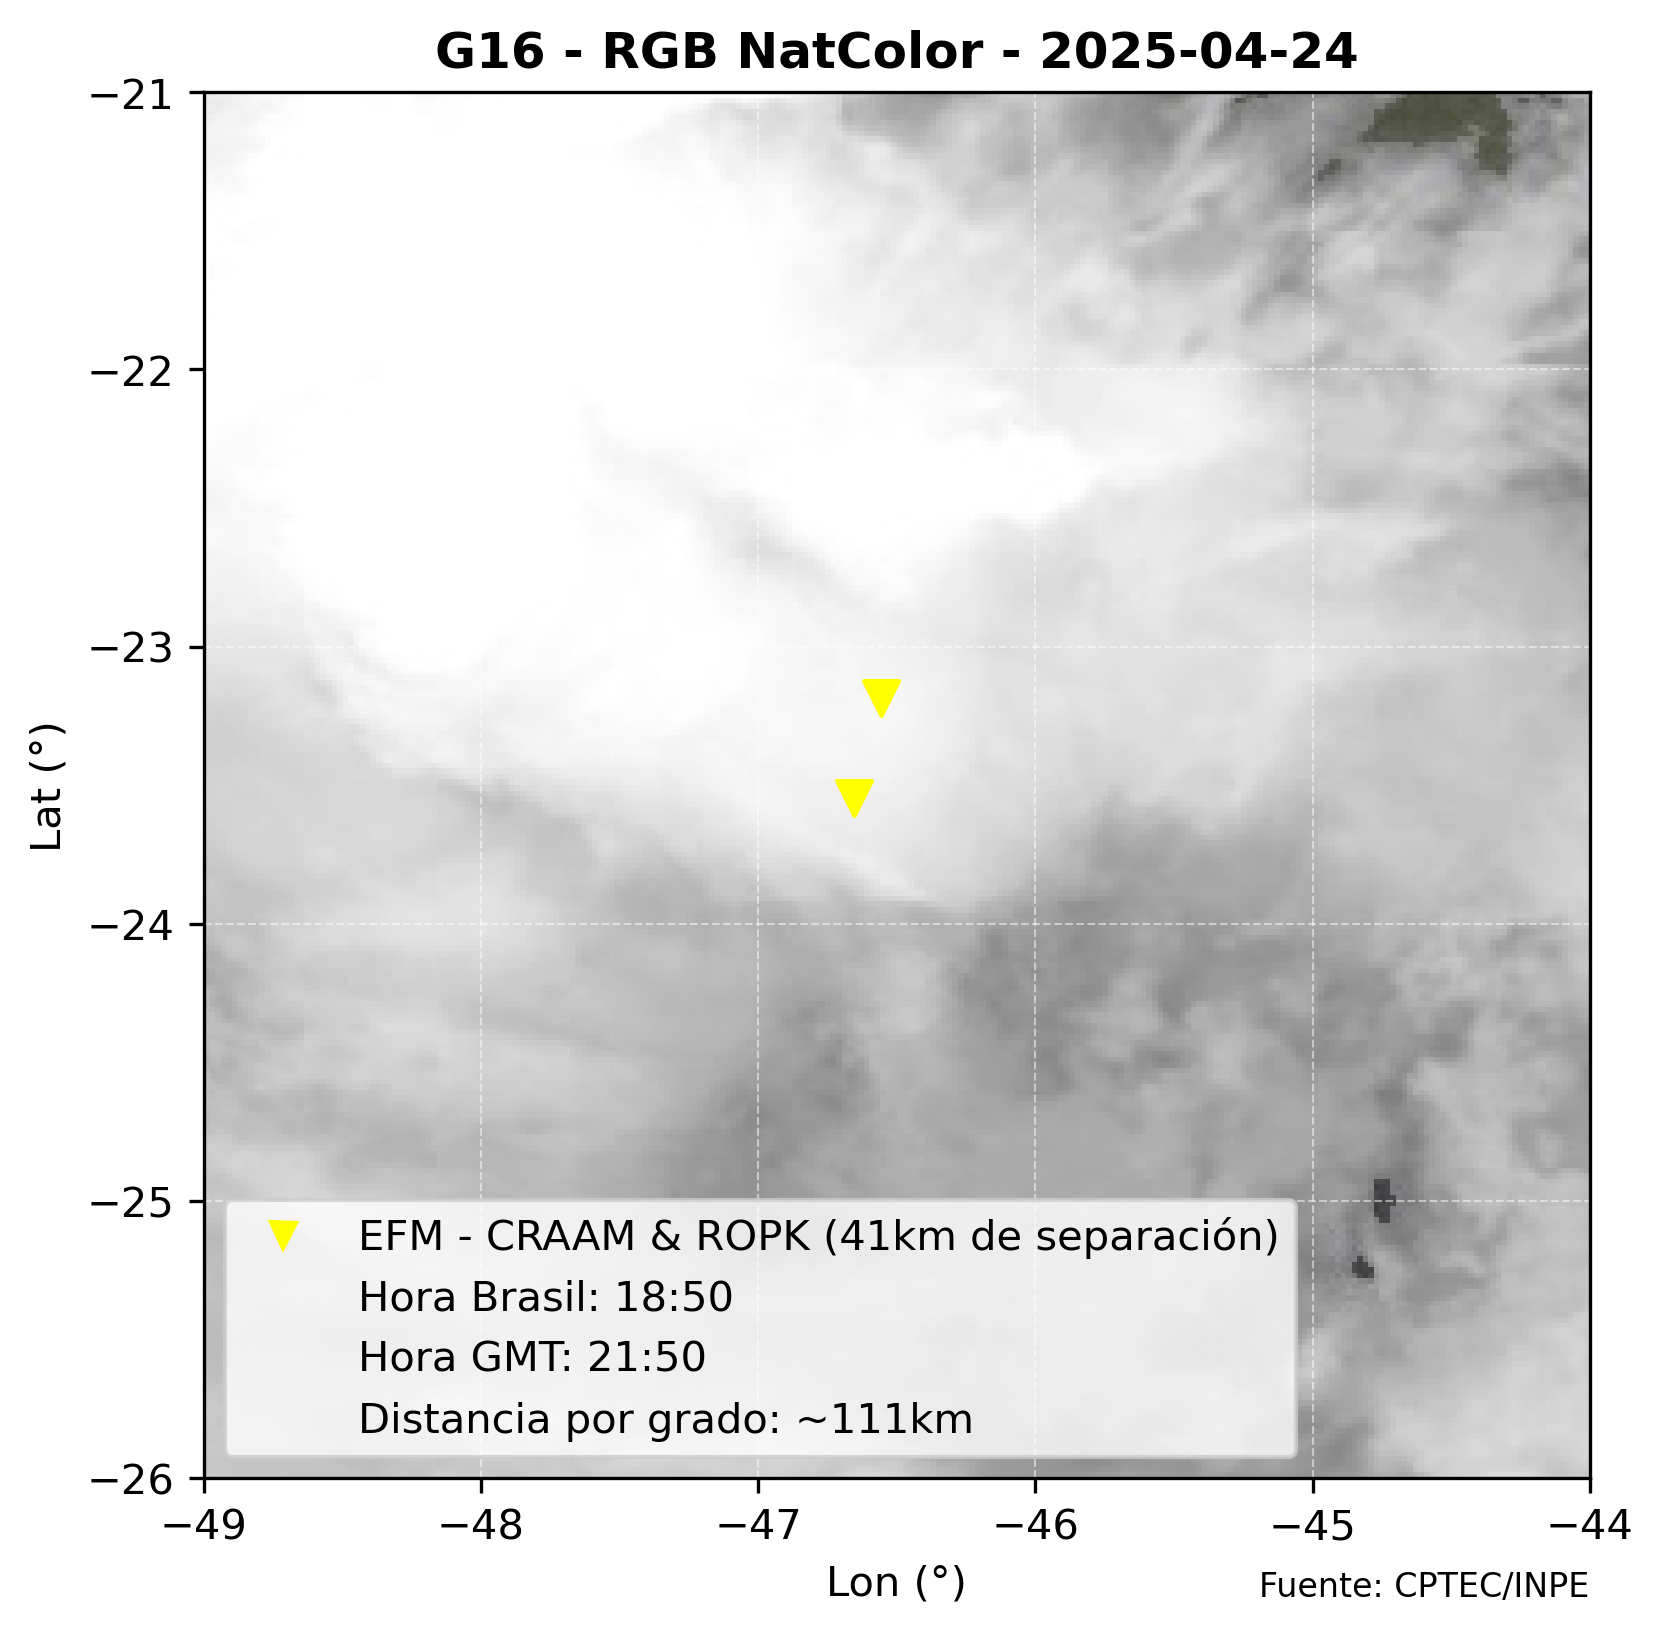 G16 - RGB NatColor - 2025-04-24
−21
−22
−23
−24
−25
−26
Lat (°)
EFM - CRAAM & ROPK (41km de separación)
Hora Brasil: 18:50
Hora GMT: 21:50
Distancia por grado: ~111km
−49 −48 −47 −46 −45 −44
Lon (°)
Fuente: CPTEC/INPE